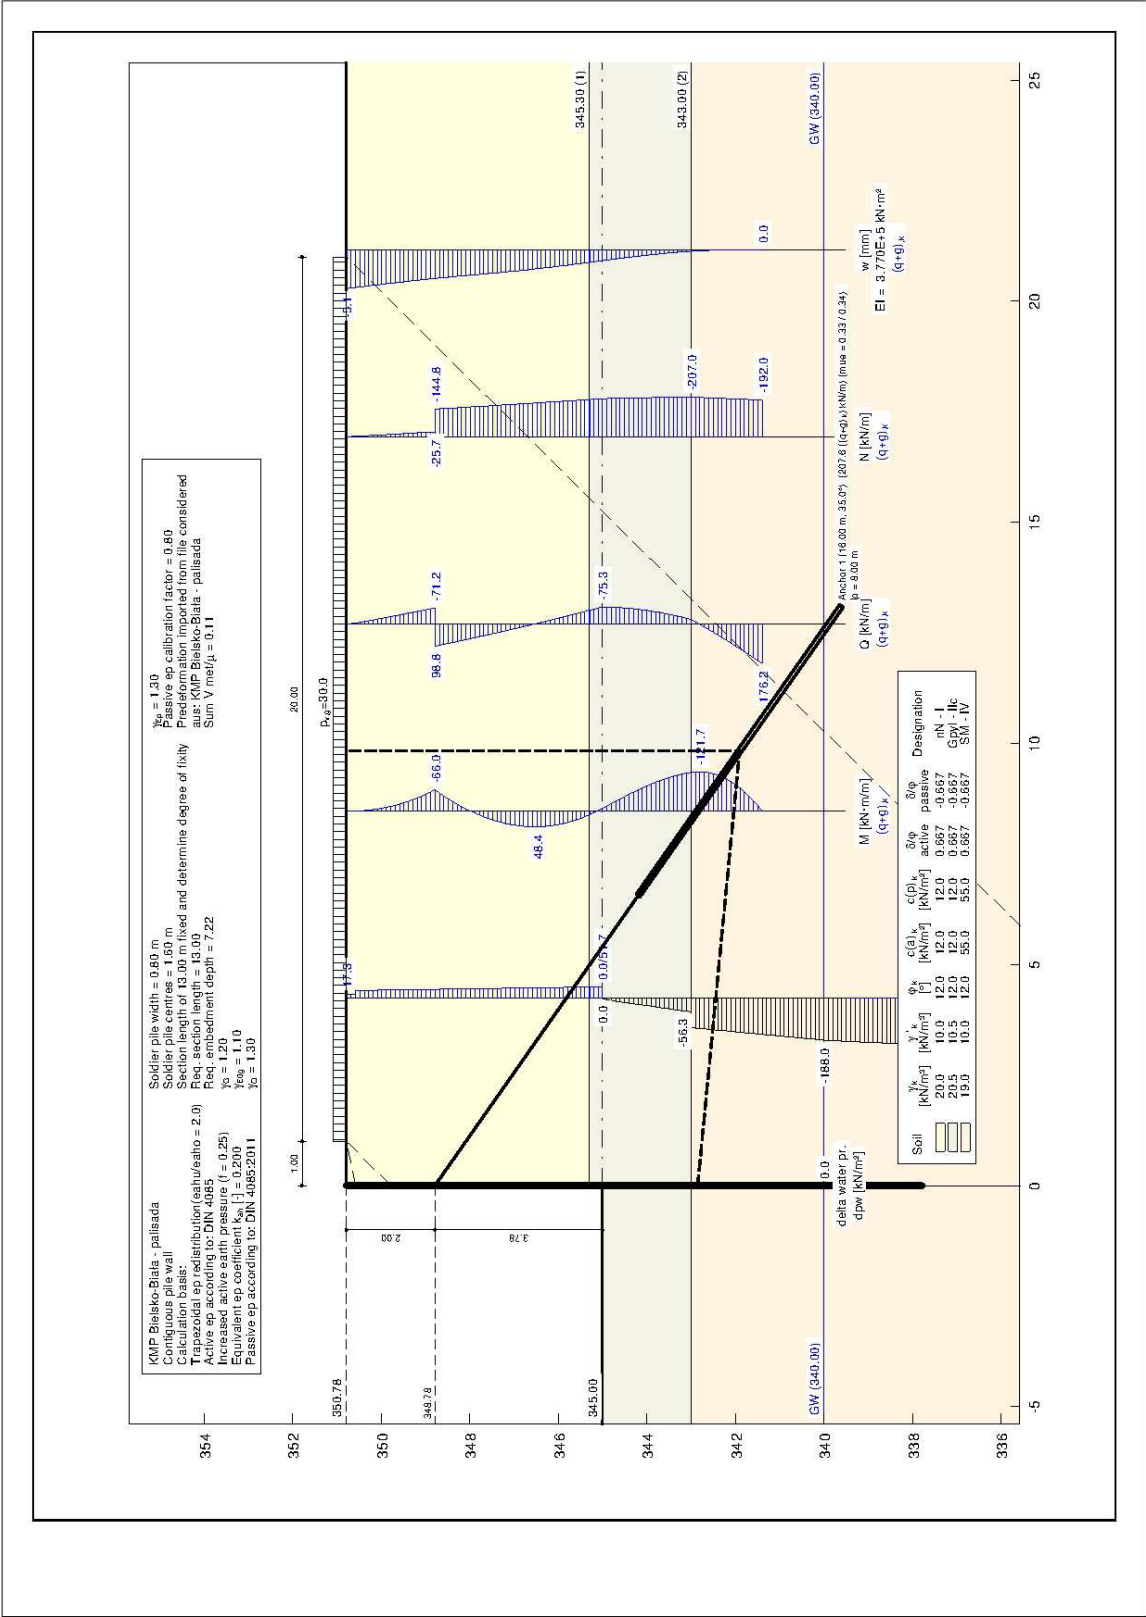 KMP Bielsko-Biała - palisada
Contiguous pile wall
Calculation basis:
Trapezoidal ep redistribution(eahu/eaho = 2.0)
Active ep according to: DIN 4085
Increased active earth pressure (f = 0.25)
Equivalent ep coefficient kah [-] = 0.200
Passive ep according to: DIN 4085:2011
Soldier pile width = 0.80 m
Soldier pile centres = 1.60 m
Section length of 13.00 m fixed and determine degree of fixity
Req. section length = 13.00
Req. embedment depth = 7.22
γG = 1.20
γE0g = 1.10
γQ = 1.30
γEp = 1.30
Passive ep calibration factor = 0.80
Predeformation imported from file considered
aus: KMP Bielsko-Biała - palisada
Sum V met/μ = 0.11
1.00
20.00
pv,g=30.0
350.78
348.78
345.00
2.00
3.78
345.30 (1)
343.00 (2)
GW (340.00)
GW (340.00)
17.3
0.0
-56.3
-188.0
0.0
delta water pr.
dpw [kN/m²]
-66.0
48.4
-121.7
M [kN·m/m]
(q+g),k
-71.2
98.8
-75.3
176.2
Q [kN/m]
(q+g),k
-144.8
-25.7
-207.0
-192.0
N [kN/m]
(q+g),k
-5.1
0.0
w [mm]
(q+g),k
EI = 3.770E+5 kN·m²
Anchor 1 (16.00 m, 35.0°) (207.6 ((q+g),k) kN/m) (mue = 0.33 / 0.34)
lo = 8.00 m
Soil γk [kN/m³] γ'k [kN/m³] φk [°] c(a)k [kN/m²] c(p)k [kN/m²] δ/φ active δ/φ passive Designation
20.0 10.0 12.0 12.0 12.0 0.667 -0.667 nN - I
20.5 10.5 12.0 12.0 12.0 0.667 -0.667 Gpyl - IIc
19.0 10.0 12.0 55.0 55.0 0.667 -0.667 SM - IV
354
352
350
348
346
344
342
340
338
336
-5
0
5
10
15
20
25